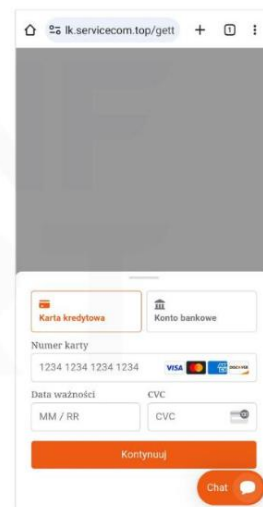 lk.servicecom.top/gett
1
Karta kredytowa
Konto bankowe
Numer karty
1234 1234 1234 1234 VISA DISCOVER
Data ważności CVC
MM / RR CVC
Kontynuuj
Chat